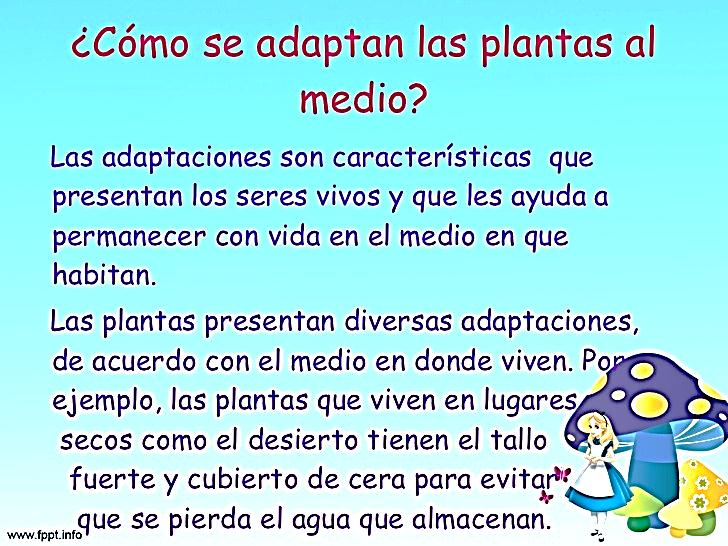 ¿Cómo se adaptan las plantas al
medio?
Las adaptaciones son características que
presentan los seres vivos y que les ayuda a
permanecer con vida en el medio en que
habitan.
Las plantas presentan diversas adaptaciones,
de acuerdo con el medio en donde viven. Por
ejemplo, las plantas que viven en lugares
secos como el desierto tienen el tallo
fuerte y cubierto de cera para evitar
que se pierda el agua que almacenan.
www.fppt.info